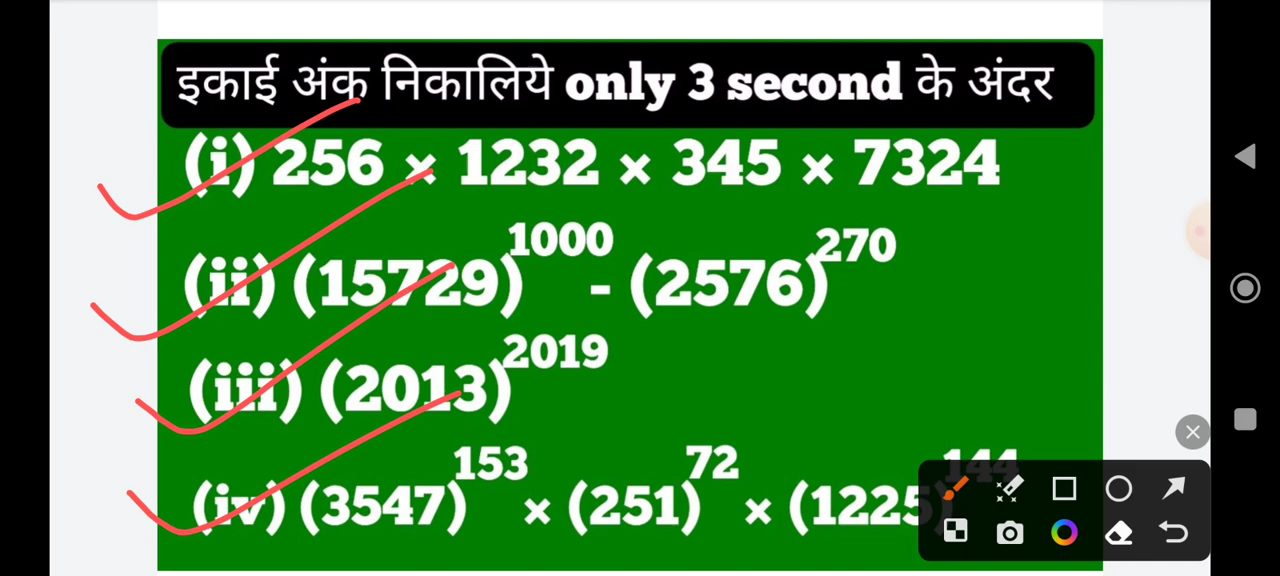 इकाई अंक निकालिये only 3 second के अंदर
(i) 256 × 1232 × 345 × 7324
(ii) (15729)^1000 - (2576)^270
(iii) (2013)^2019
(iv) (3547)^153 × (251)^72 × (1225)^144